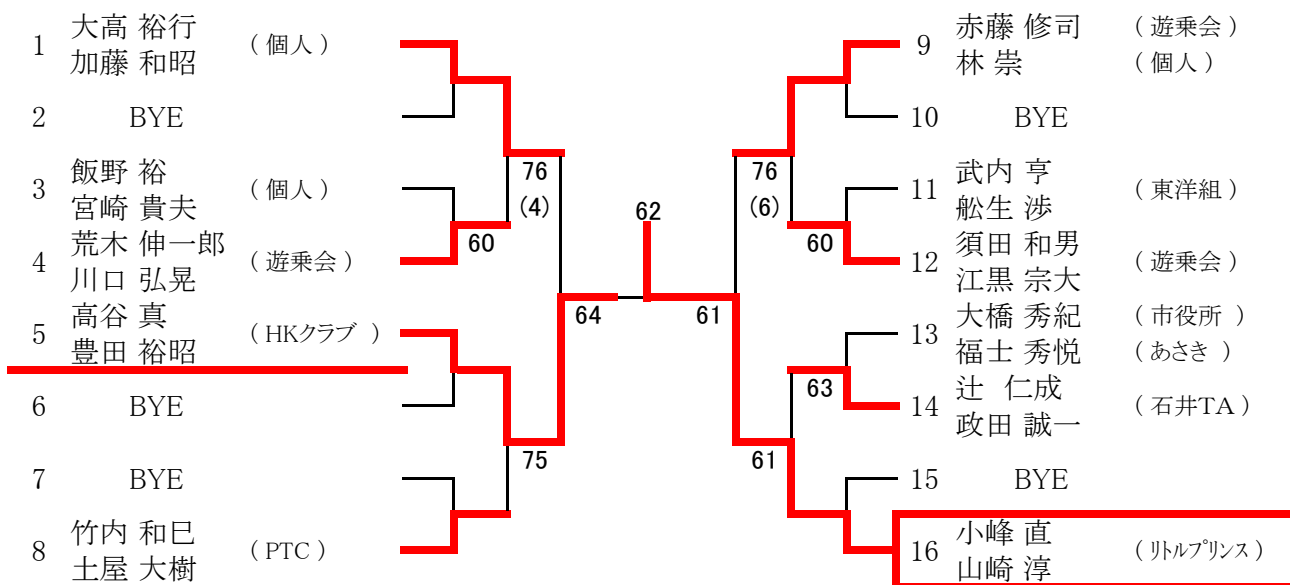 1 大高 裕行 加藤 和昭 （個人）
2 BYE
3 飯野 裕 宮崎 貴夫 （個人）
4 荒木 伸一郎 川口 弘晃 （遊乗会）
5 高谷 真 豊田 裕昭 （HKクラブ ）
6 BYE
7 BYE
8 竹内 和巳 土屋 大樹 （PTC）
60
76
(4)
75
64
62
61
76
(6)
60
63
61
9 赤藤 修司 （遊乗会）
林 崇 （個人）
10 BYE
11 武内 亨 舩生 渉 （東洋組）
12 須田 和男 江黒 宗大 （遊乗会）
13 大橋 秀紀 （市役所 ）
福士 秀悦 （あさき ）
14 辻 仁成 政田 誠一 （石井TA）
15 BYE
16 小峰 直 山崎 淳 （ﾘﾄﾙﾌﾟﾘﾝｽ）